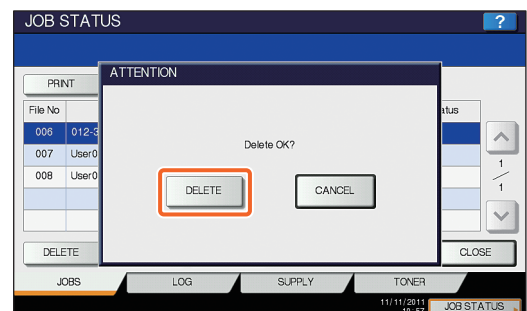 JOB STATUS ?
ATTENTION
PRINT
File No atus
006 012-3
007 User0
008 User0
Delete OK?
1
1
DELETE CANCEL
DELETE CLOSE
JOBS LOG SUPPLY TONER
11/11/2011
JOB STATUS